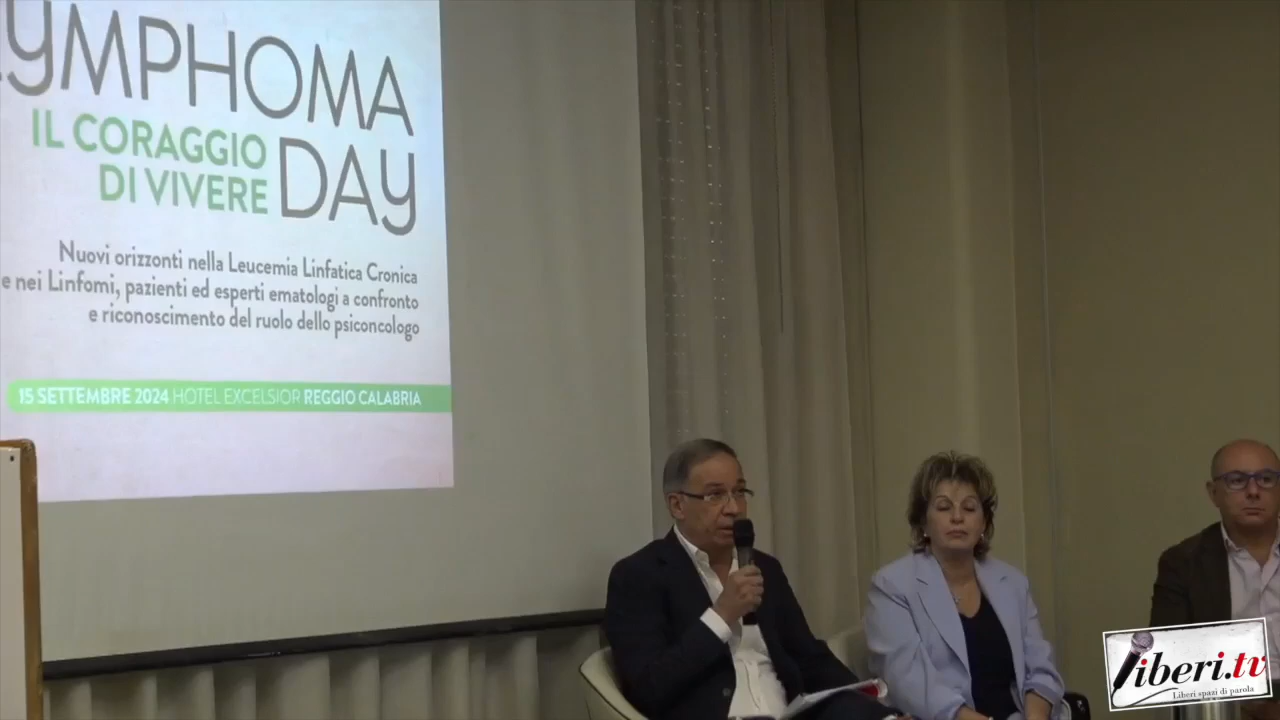 LYMPHOMA
IL CORAGGIO
DI VIVERE
DAY
Nuovi orizzonti nella Leucemia Linfatica Cronica
e nei Linfomi, pazienti ed esperti ematologi a confronto
e riconoscimento del ruolo dello psiconcologo
15 SETTEMBRE 2024 HOTEL EXCELSIOR REGGIO CALABRIA
liberi.tv
Liberi spazi di parola